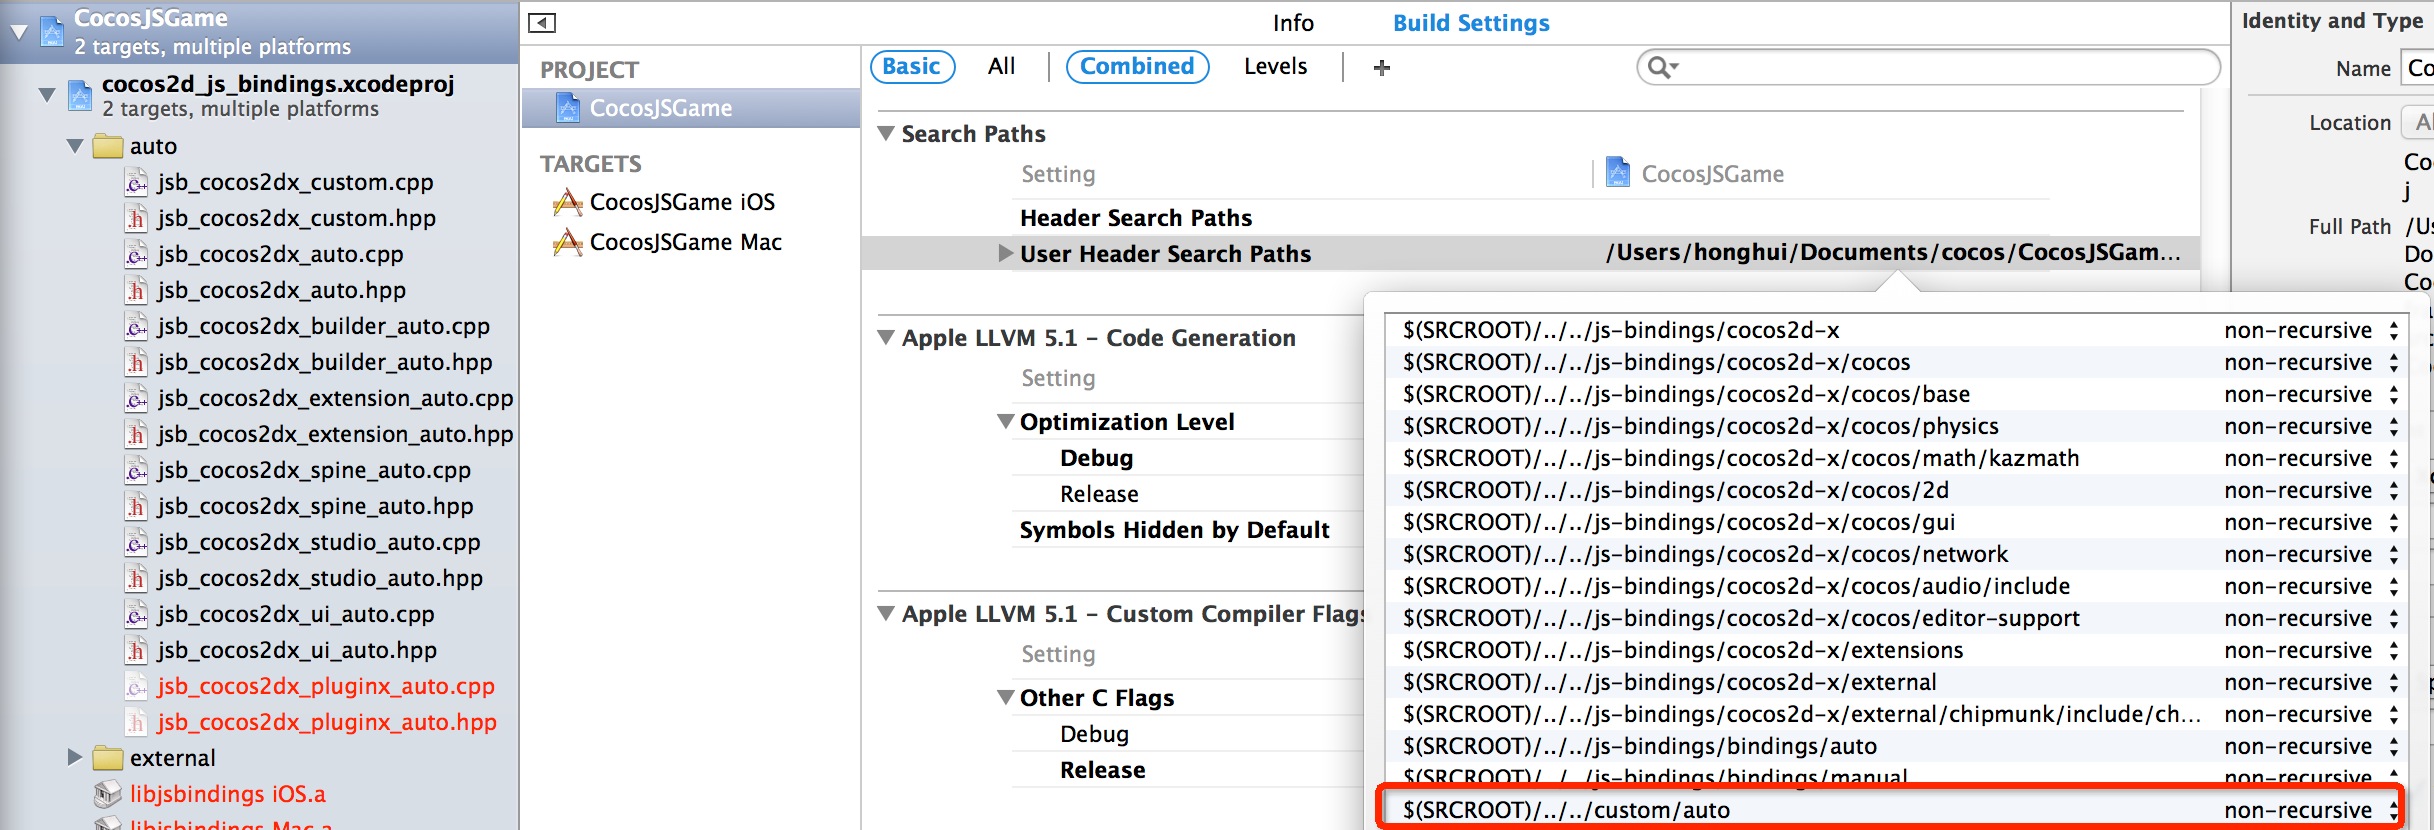 CocosJSGame
2 targets, multiple platforms
cocos2d_js_bindings.xcodeproj
2 targets, multiple platforms
auto
jsb_cocos2dx_custom.cpp
jsb_cocos2dx_custom.hpp
jsb_cocos2dx_auto.cpp
jsb_cocos2dx_auto.hpp
jsb_cocos2dx_builder_auto.cpp
jsb_cocos2dx_builder_auto.hpp
jsb_cocos2dx_extension_auto.cpp
jsb_cocos2dx_extension_auto.hpp
jsb_cocos2dx_spine_auto.cpp
jsb_cocos2dx_spine_auto.hpp
jsb_cocos2dx_studio_auto.cpp
jsb_cocos2dx_studio_auto.hpp
jsb_cocos2dx_ui_auto.cpp
jsb_cocos2dx_ui_auto.hpp
jsb_cocos2dx_pluginx_auto.cpp
jsb_cocos2dx_pluginx_auto.hpp
external
libjsbindings iOS.a
libjsbindings Mac.a
PROJECT
CocosJSGame
TARGETS
CocosJSGame iOS
CocosJSGame Mac
Info Build Settings
Basic All Combined Levels +
Search Paths
Setting CocosJSGame
Header Search Paths
User Header Search Paths /Users/honghui/Documents/cocos/CocosJSGam...
Apple LLVM 5.1 - Code Generation
Setting
Optimization Level
Debug
Release
Symbols Hidden by Default
Apple LLVM 5.1 - Custom Compiler Flags
Setting
Other C Flags
Debug
Release
$(SRCROOT)/../../js-bindings/cocos2d-x non-recursive
$(SRCROOT)/../../js-bindings/cocos2d-x/cocos non-recursive
$(SRCROOT)/../../js-bindings/cocos2d-x/cocos/base non-recursive
$(SRCROOT)/../../js-bindings/cocos2d-x/cocos/physics non-recursive
$(SRCROOT)/../../js-bindings/cocos2d-x/cocos/math/kazmath non-recursive
$(SRCROOT)/../../js-bindings/cocos2d-x/cocos/2d non-recursive
$(SRCROOT)/../../js-bindings/cocos2d-x/cocos/gui non-recursive
$(SRCROOT)/../../js-bindings/cocos2d-x/cocos/network non-recursive
$(SRCROOT)/../../js-bindings/cocos2d-x/cocos/audio/include non-recursive
$(SRCROOT)/../../js-bindings/cocos2d-x/cocos/editor-support non-recursive
$(SRCROOT)/../../js-bindings/cocos2d-x/extensions non-recursive
$(SRCROOT)/../../js-bindings/cocos2d-x/external non-recursive
$(SRCROOT)/../../js-bindings/cocos2d-x/external/chipmunk/include/ch... non-recursive
$(SRCROOT)/../../js-bindings/bindings/auto non-recursive
$(SRCROOT)/../../js-bindings/bindings/manual non-recursive
$(SRCROOT)/../../custom/auto non-recursive
Identity and Type
Name Co
Location
Co
j
Full Path /Us
Do
Co